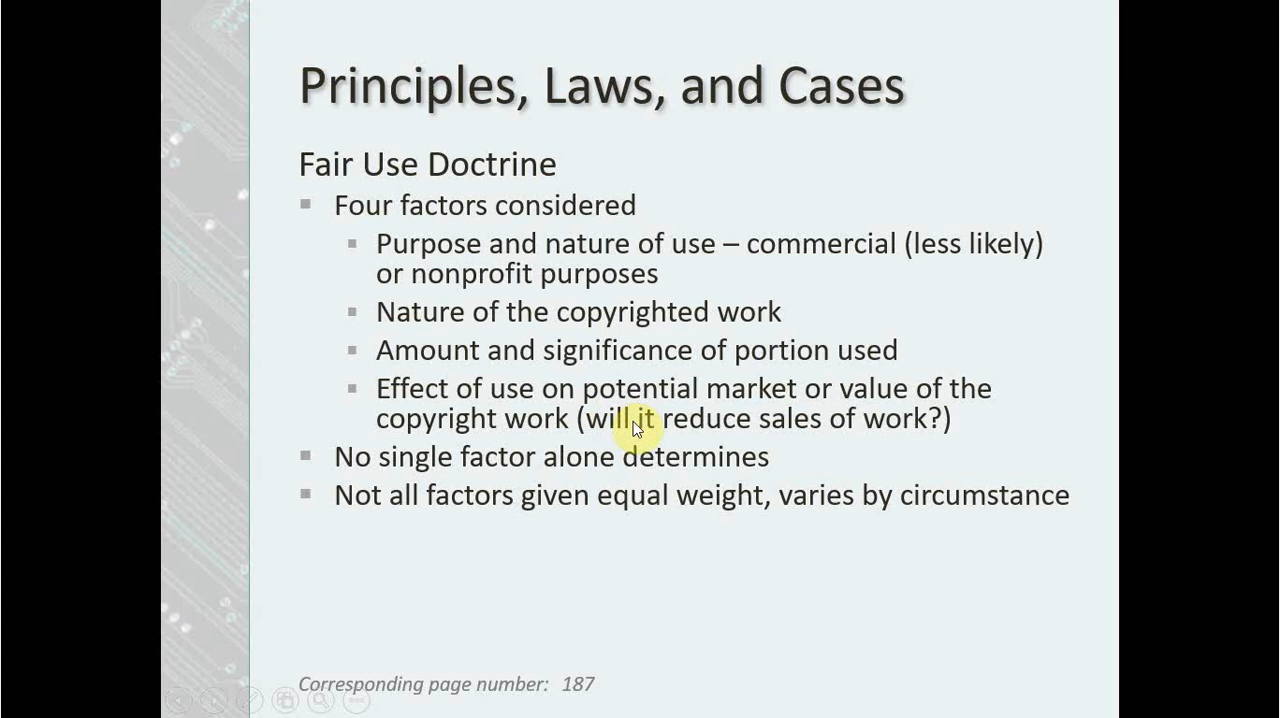 Principles, Laws, and Cases
Fair Use Doctrine
Four factors considered
Purpose and nature of use – commercial (less likely)
or nonprofit purposes
Nature of the copyrighted work
Amount and significance of portion used
Effect of use on potential market or value of the
copyright work (will it reduce sales of work?)
No single factor alone determines
Not all factors given equal weight, varies by circumstance
Corresponding page number: 187